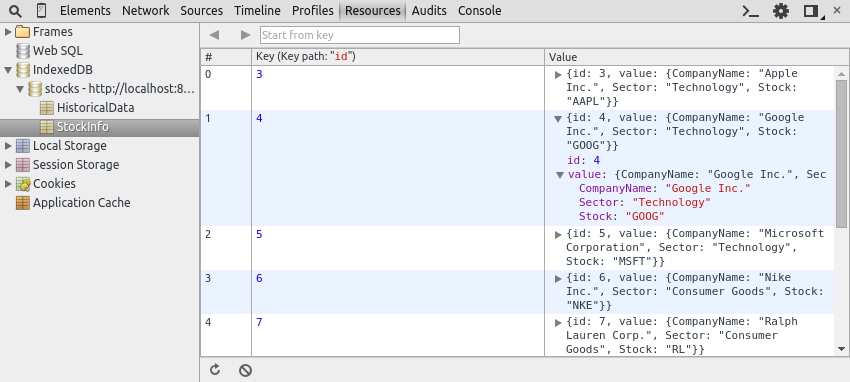 Elements Network Sources Timeline Profiles Resources Audits Console
Frames
Web SQL
IndexedDB
stocks - http://localhost:8...
HistoricalData
StockInfo
Local Storage
Session Storage
Cookies
Application Cache
Start from key
# Key (Key path: "id") Value
0 3 {id: 3, value: {CompanyName: "Apple
Inc.", Sector: "Technology", Stock:
"AAPL"}}
1 4 {id: 4, value: {CompanyName: "Google
Inc.", Sector: "Technology", Stock:
"GOOG"}}
id: 4
value: {CompanyName: "Google Inc.", Sec
CompanyName: "Google Inc."
Sector: "Technology"
Stock: "GOOG"
2 5 {id: 5, value: {CompanyName: "Microsoft
Corporation", Sector: "Technology",
Stock: "MSFT"}}
3 6 {id: 6, value: {CompanyName: "Nike
Inc.", Sector: "Consumer Goods", Stock:
"NKE"}}
4 7 {id: 7, value: {CompanyName: "Ralph
Lauren Corp.", Sector: "Consumer
Goods", Stock: "RL"}}